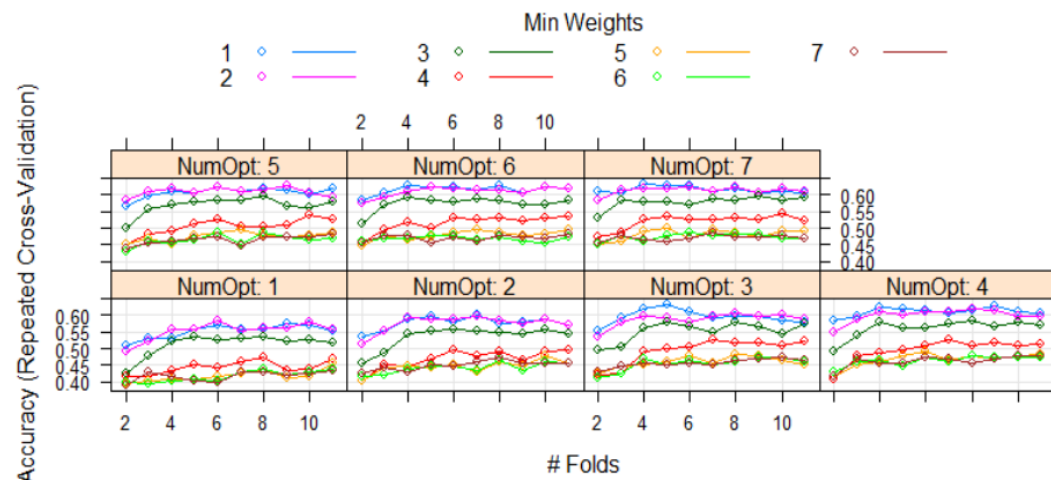 Min Weights
1 3 5 7
2 4 6
2 4 6 8 10
NumOpt: 5 NumOpt: 6 NumOpt: 7
0.60
0.55
0.50
0.45
0.40
NumOpt: 1 NumOpt: 2 NumOpt: 3 NumOpt: 4
0.60
0.55
0.50
0.45
0.40
2 4 6 8 10 2 4 6 8 10
# Folds
Accuracy (Repeated Cross-Validation)